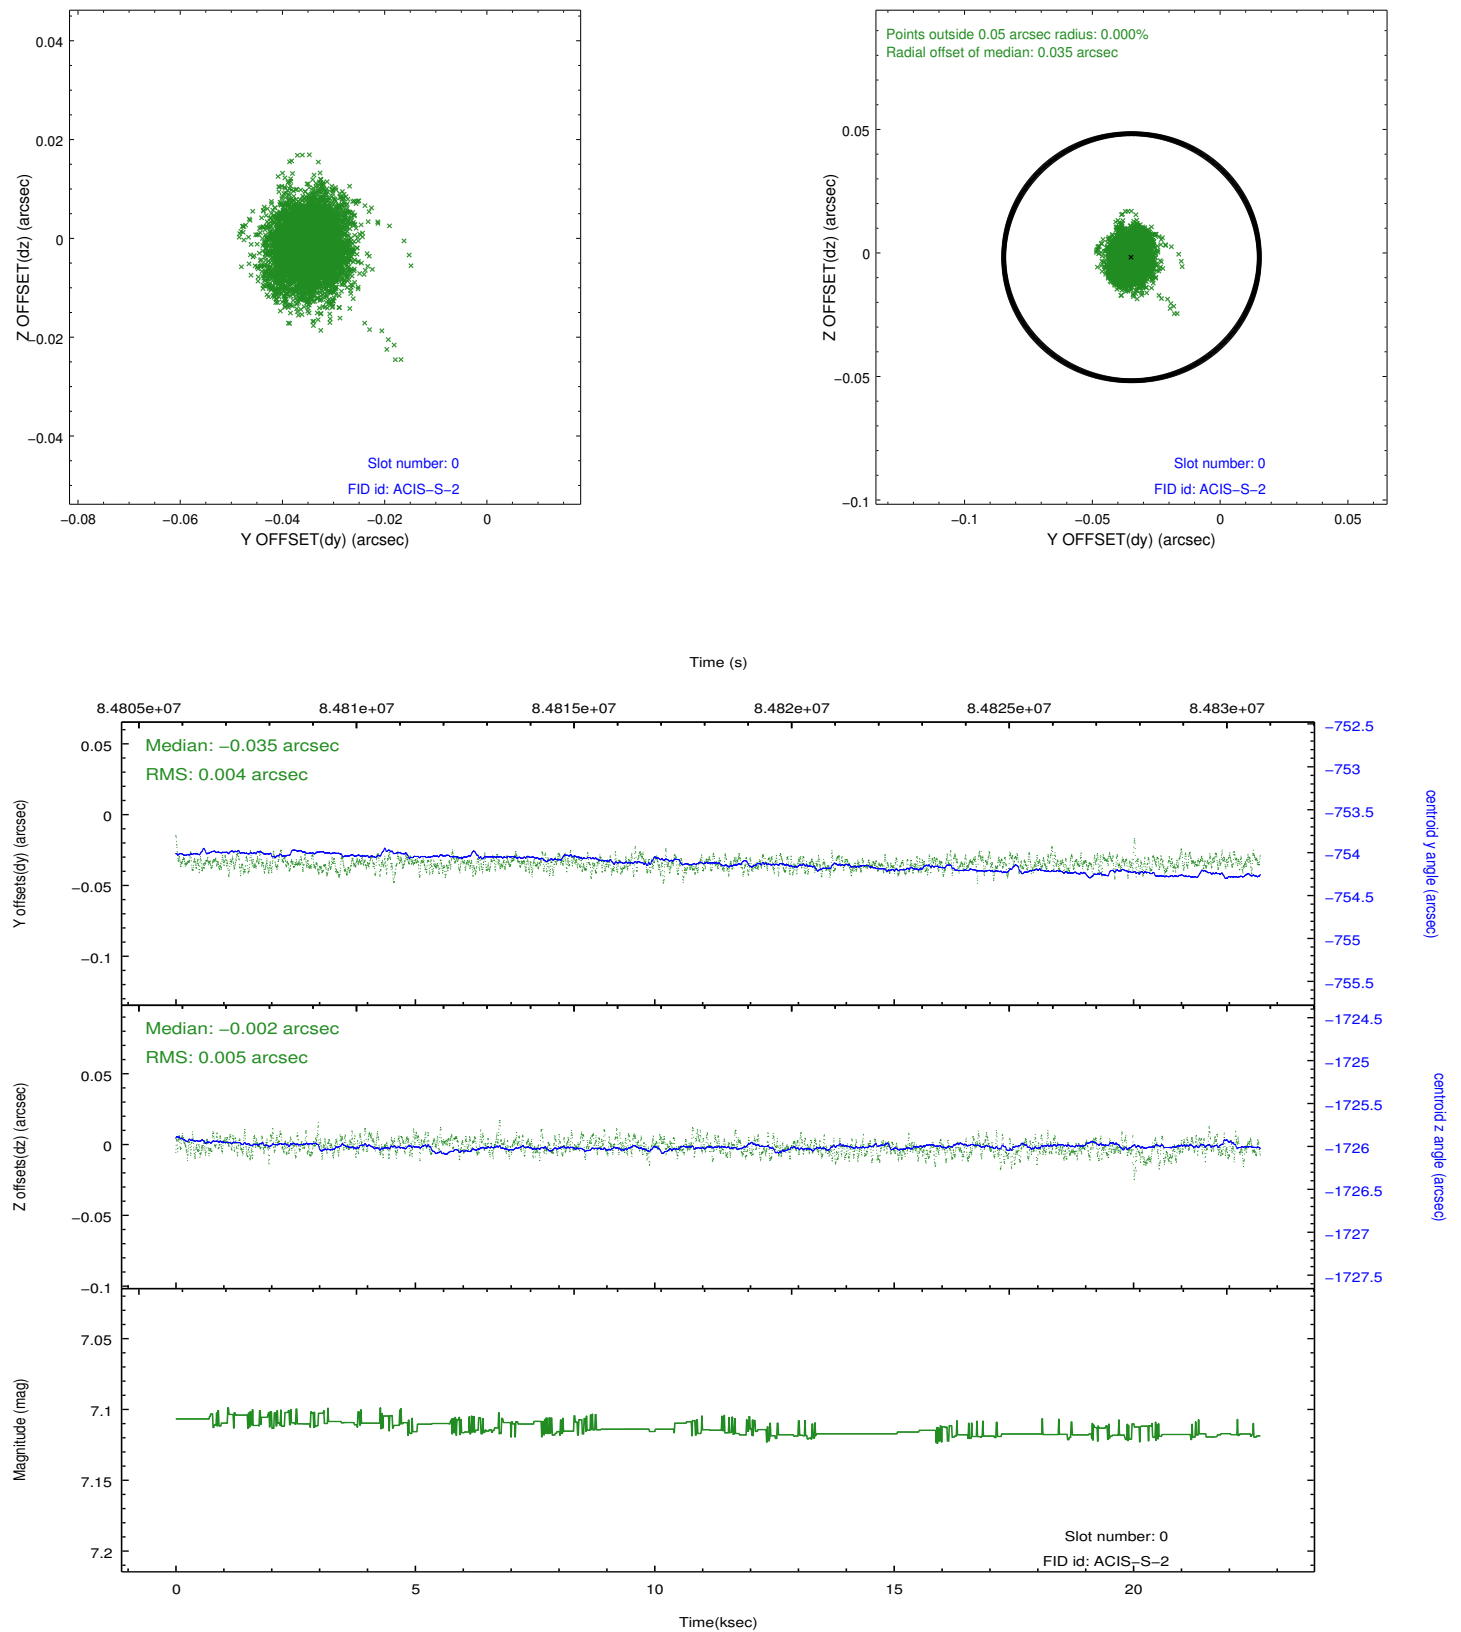 0.04
0.02
0
−0.02
−0.04
Z OFFSET(dz) (arcsec)
Slot number: 0
FID id: ACIS−S−2
−0.08
−0.06
−0.04
−0.02
0
Y OFFSET(dy) (arcsec)
Points outside 0.05 arcsec radius: 0.000%
Radial offset of median: 0.035 arcsec
0.05
0
−0.05
−0.1
Z OFFSET(dz) (arcsec)
Slot number: 0
FID id: ACIS−S−2
−0.1
−0.05
0
0.05
Y OFFSET(dy) (arcsec)
Time (s)
8.4805e+07
8.481e+07
8.4815e+07
8.482e+07
8.4825e+07
8.483e+07
Median: −0.035 arcsec
RMS: 0.004 arcsec
0.05
0
−0.05
−0.1
Y offsets(dy) (arcsec)
−752.5
−753
−753.5
−754
−754.5
−755
−755.5
centroid y angle (arcsec)
Median: −0.002 arcsec
RMS: 0.005 arcsec
0.05
0
−0.05
−0.1
Z offsets(dz) (arcsec)
−1724.5
−1725
−1725.5
−1726
−1726.5
−1727
−1727.5
centroid z angle (arcsec)
7.05
7.1
7.15
7.2
Magnitude (mag)
Slot number: 0
FID id: ACIS−S−2
0
5
10
15
20
Time(ksec)